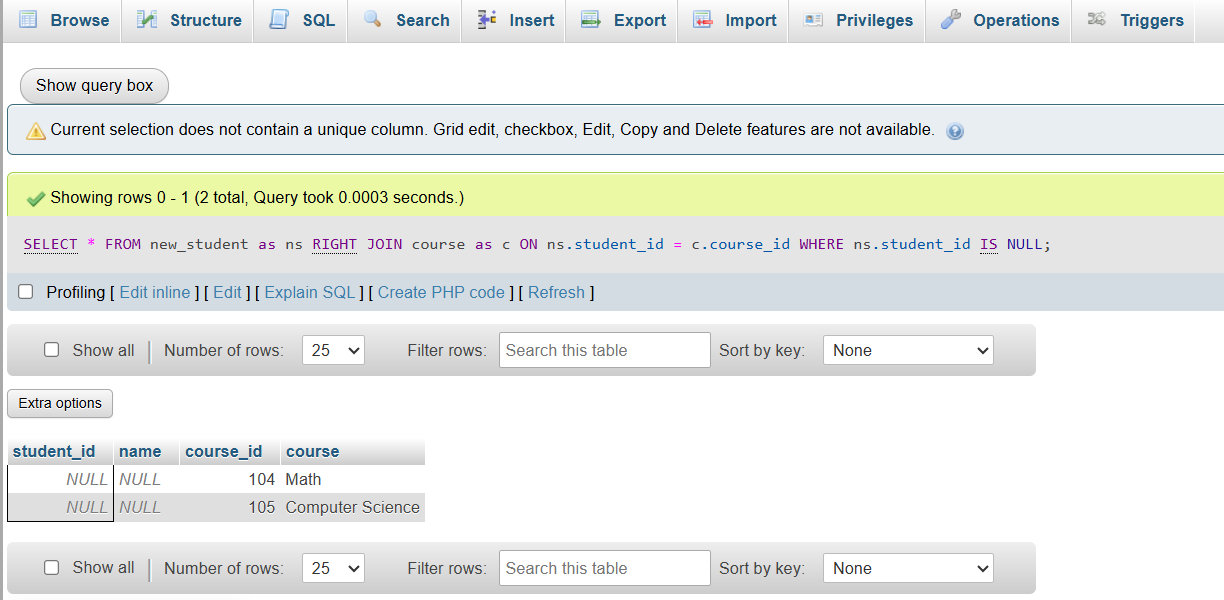 Browse Structure SQL Search Insert Export Import Privileges Operations Triggers
Show query box
Current selection does not contain a unique column. Grid edit, checkbox, Edit, Copy and Delete features are not available.
Showing rows 0 - 1 (2 total, Query took 0.0003 seconds.)
SELECT * FROM new_student as ns RIGHT JOIN course as c ON ns.student_id = c.course_id WHERE ns.student_id IS NULL;
Profiling [ Edit inline ] [ Edit ] [ Explain SQL ] [ Create PHP code ] [ Refresh ]
Show all | Number of rows: 25 Filter rows: Search this table Sort by key: None
Extra options
student_id name course_id course
NULL NULL 104 Math
NULL NULL 105 Computer Science
Show all | Number of rows: 25 Filter rows: Search this table Sort by key: None